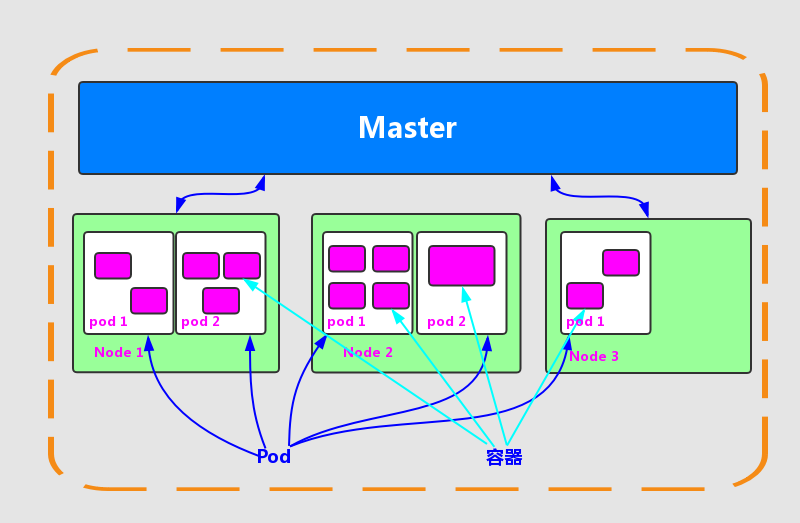 Master
pod 1
pod 2
Node 1
pod 1
pod 2
Node 2
pod 1
Node 3
Pod
容器